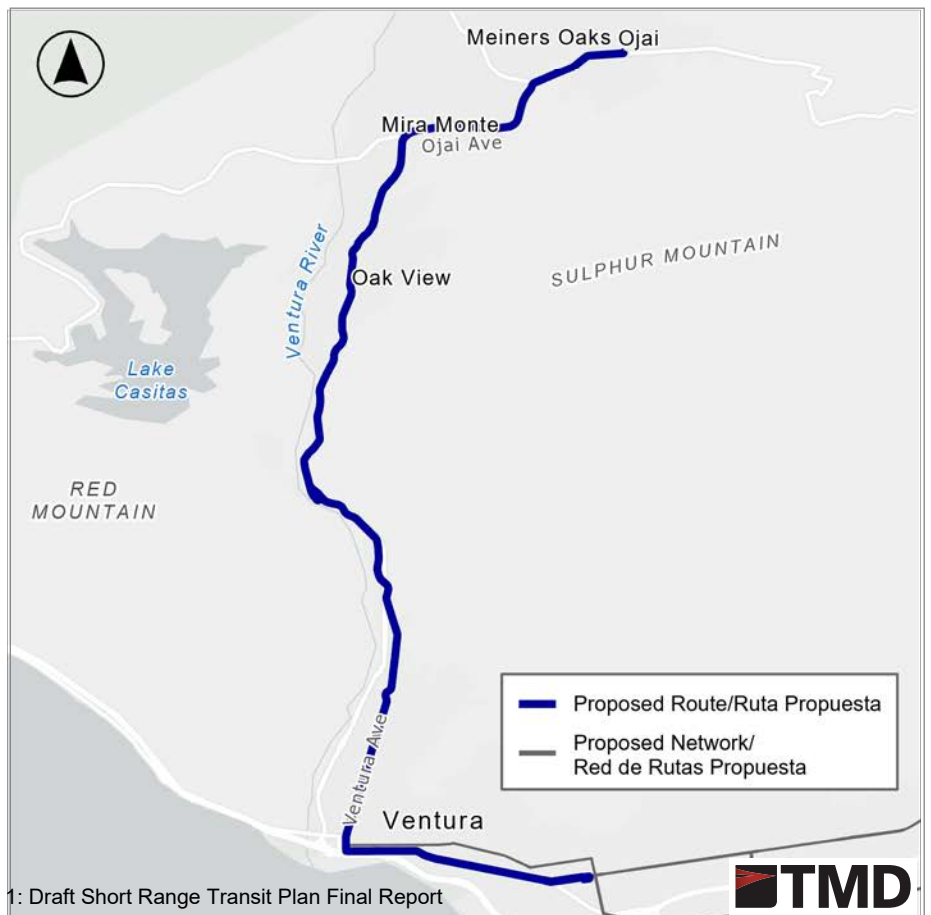 Meiners Oaks Ojai
Mira Monte
Ojai Ave
SULPHUR MOUNTAIN
Ventura River
Oak View
Lake
Casitas
RED
MOUNTAIN
Proposed Route/Ruta Propuesta
Proposed Network/
Red de Rutas Propuesta
Ventura Ave
Ventura
1: Draft Short Range Transit Plan Final Report
TMD